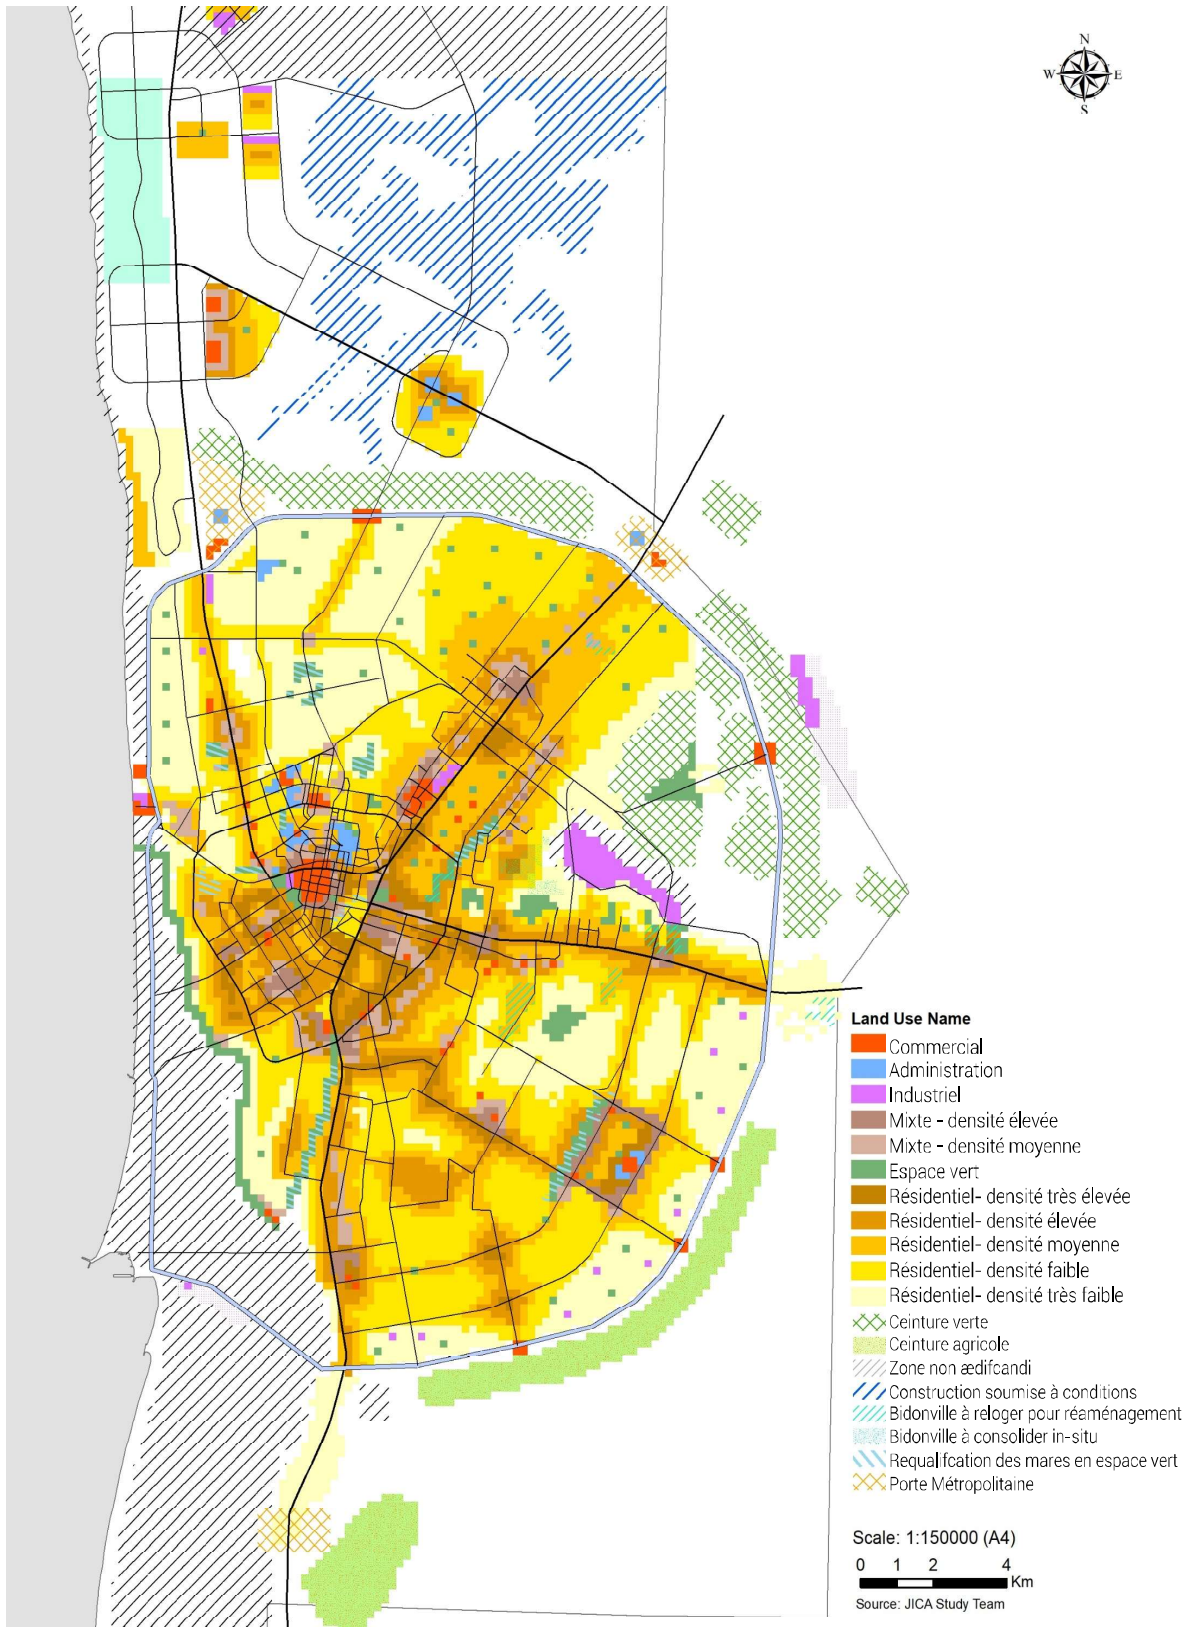 N
W E
S
Land Use Name
Commercial
Administration
Industriel
Mixte - densité élevée
Mixte - densité moyenne
Espace vert
Résidentiel- densité très élevée
Résidentiel- densité élevée
Résidentiel- densité moyenne
Résidentiel- densité faible
Résidentiel- densité très faible
Ceinture verte
Ceinture agricole
Zone non ædifcandi
Construction soumise à conditions
Bidonville à reloger pour réaménagement
Bidonville à consolider in-situ
Requalifcation des mares en espace vert
Porte Métropolitaine
Scale: 1:150000 (A4)
0 1 2 4
Km
Source: JICA Study Team